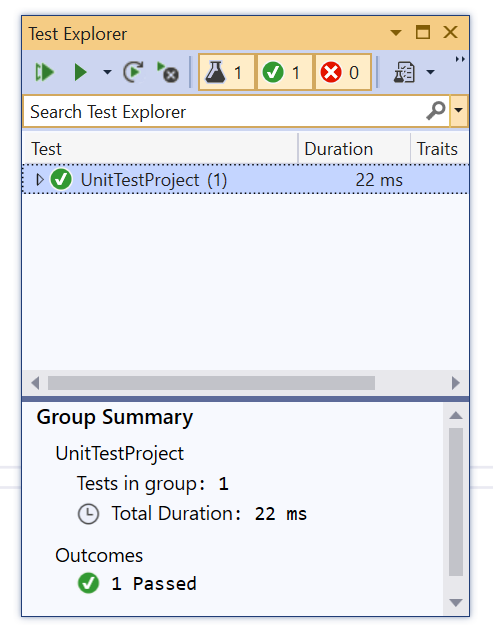 Test Explorer
1 1 0
Search Test Explorer
Test Duration Traits
UnitTestProject (1) 22 ms
Group Summary
UnitTestProject
Tests in group: 1
Total Duration: 22 ms
Outcomes
1 Passed